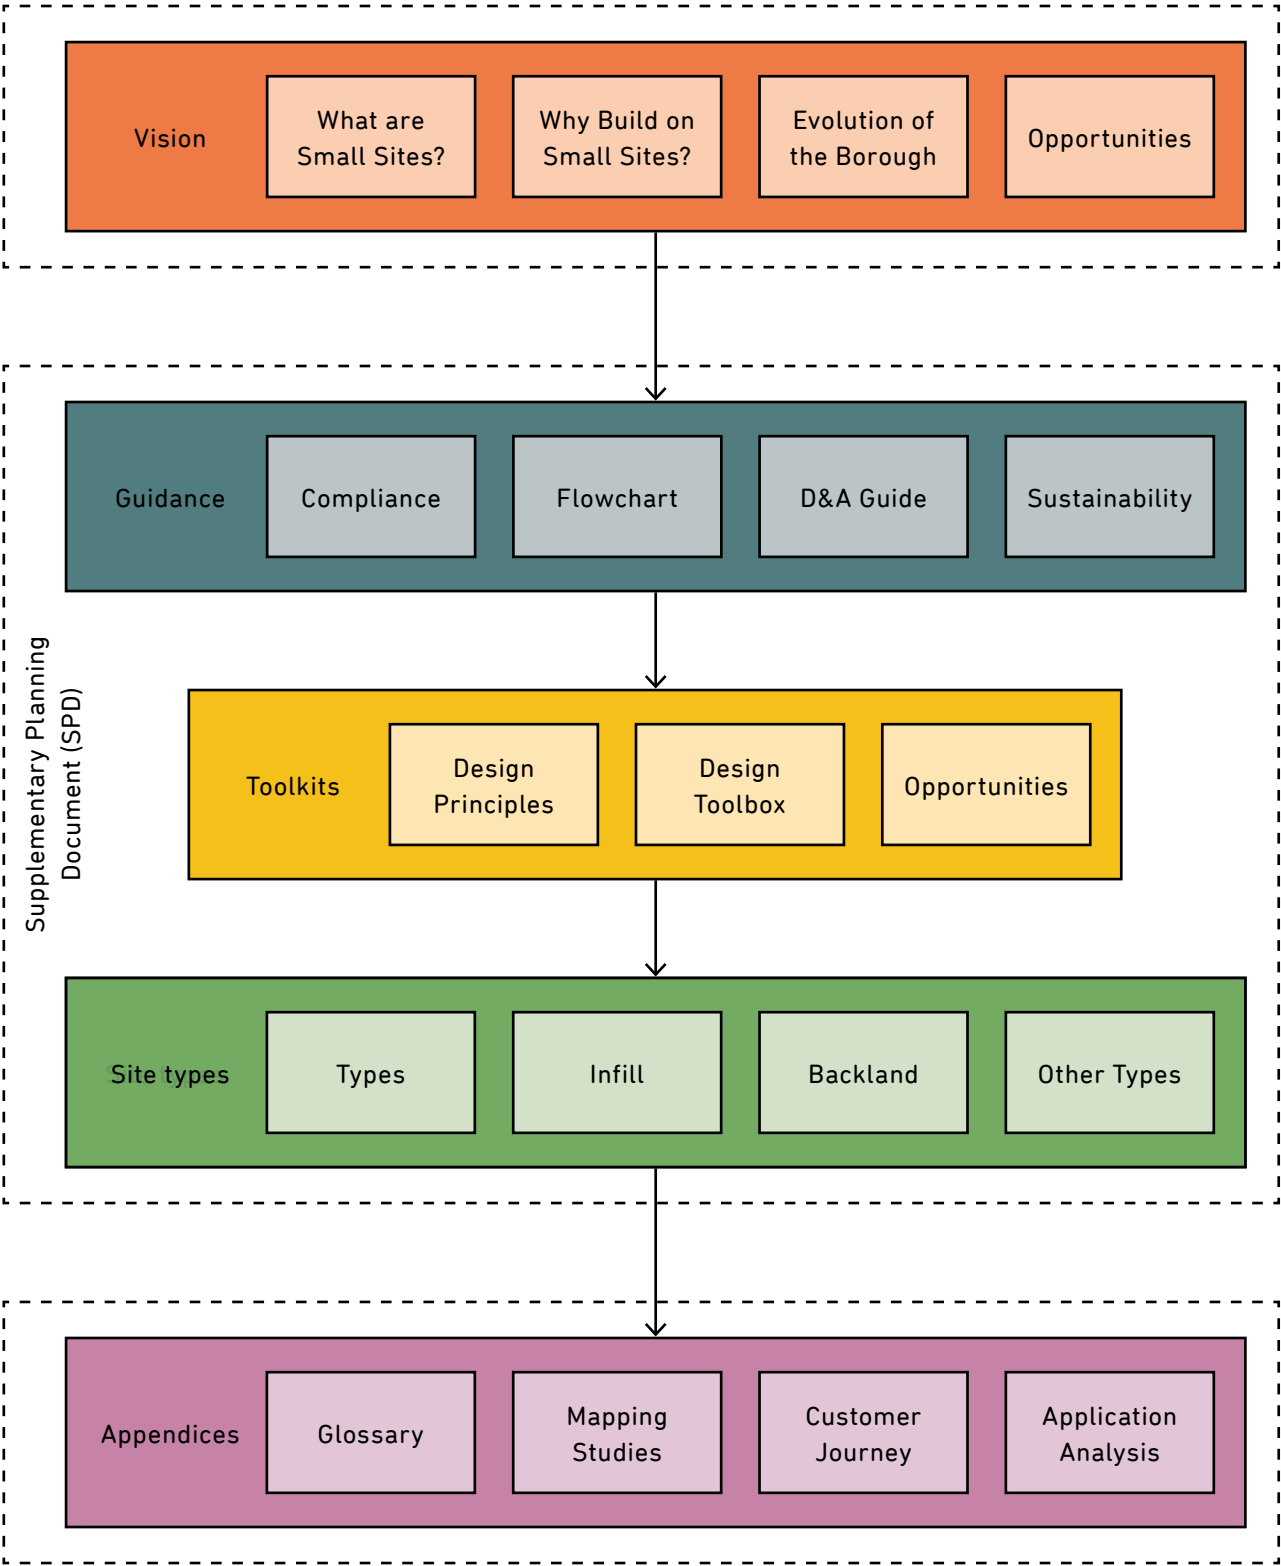 Vision
What are
Small Sites?
Why Build on
Small Sites?
Evolution of
the Borough
Opportunities
Supplementary Planning
Document (SPD)
Guidance
Compliance
Flowchart
D&A Guide
Sustainability
Toolkits
Design
Principles
Design
Toolbox
Opportunities
Site types
Types
Infill
Backland
Other Types
Appendices
Glossary
Mapping
Studies
Customer
Journey
Application
Analysis